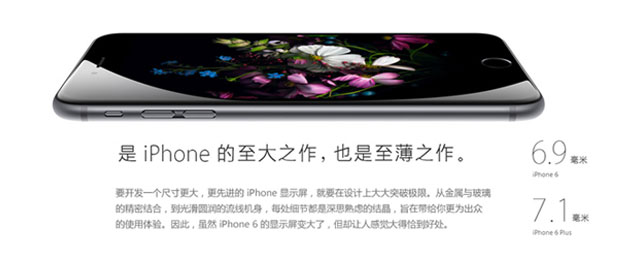 是 iPhone 的至大之作，也是至薄之作。
要开发一个尺寸更大，更先进的 iPhone 显示屏，就要在设计上大大突破极限。从金属与玻璃
的精密结合，到光滑圆润的流线机身，每处细节都是深思熟虑的结晶，旨在带给你更为出众
的使用体验。因此，虽然 iPhone 6 的显示屏变大了，但却让人感觉大得恰到好处。
6.9 毫米
iPhone 6
7.1 毫米
iPhone 6 Plus